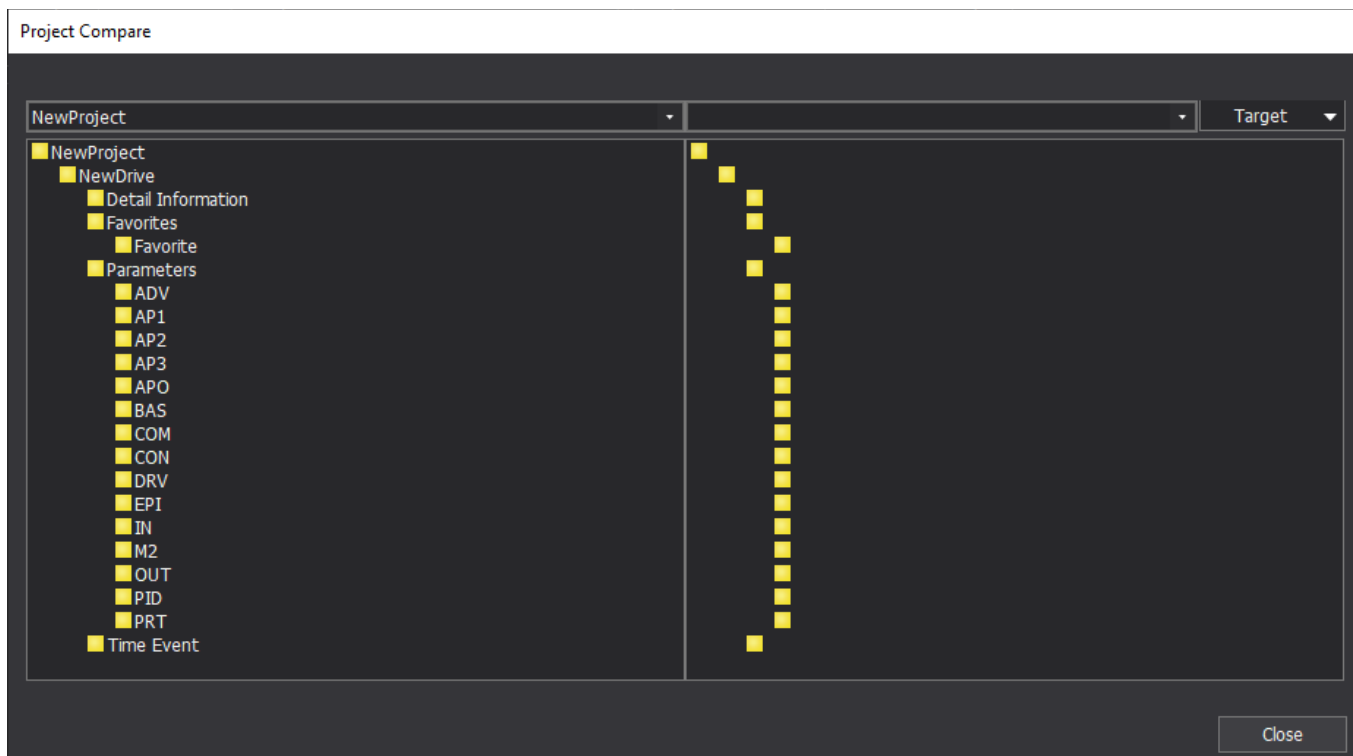 Project Compare
NewProject
Target
NewProject
NewDrive
Detail Information
Favorites
Favorite
Parameters
ADV
AP1
AP2
AP3
APO
BAS
COM
CON
DRV
EPI
IN
M2
OUT
PID
PRT
Time Event
Close